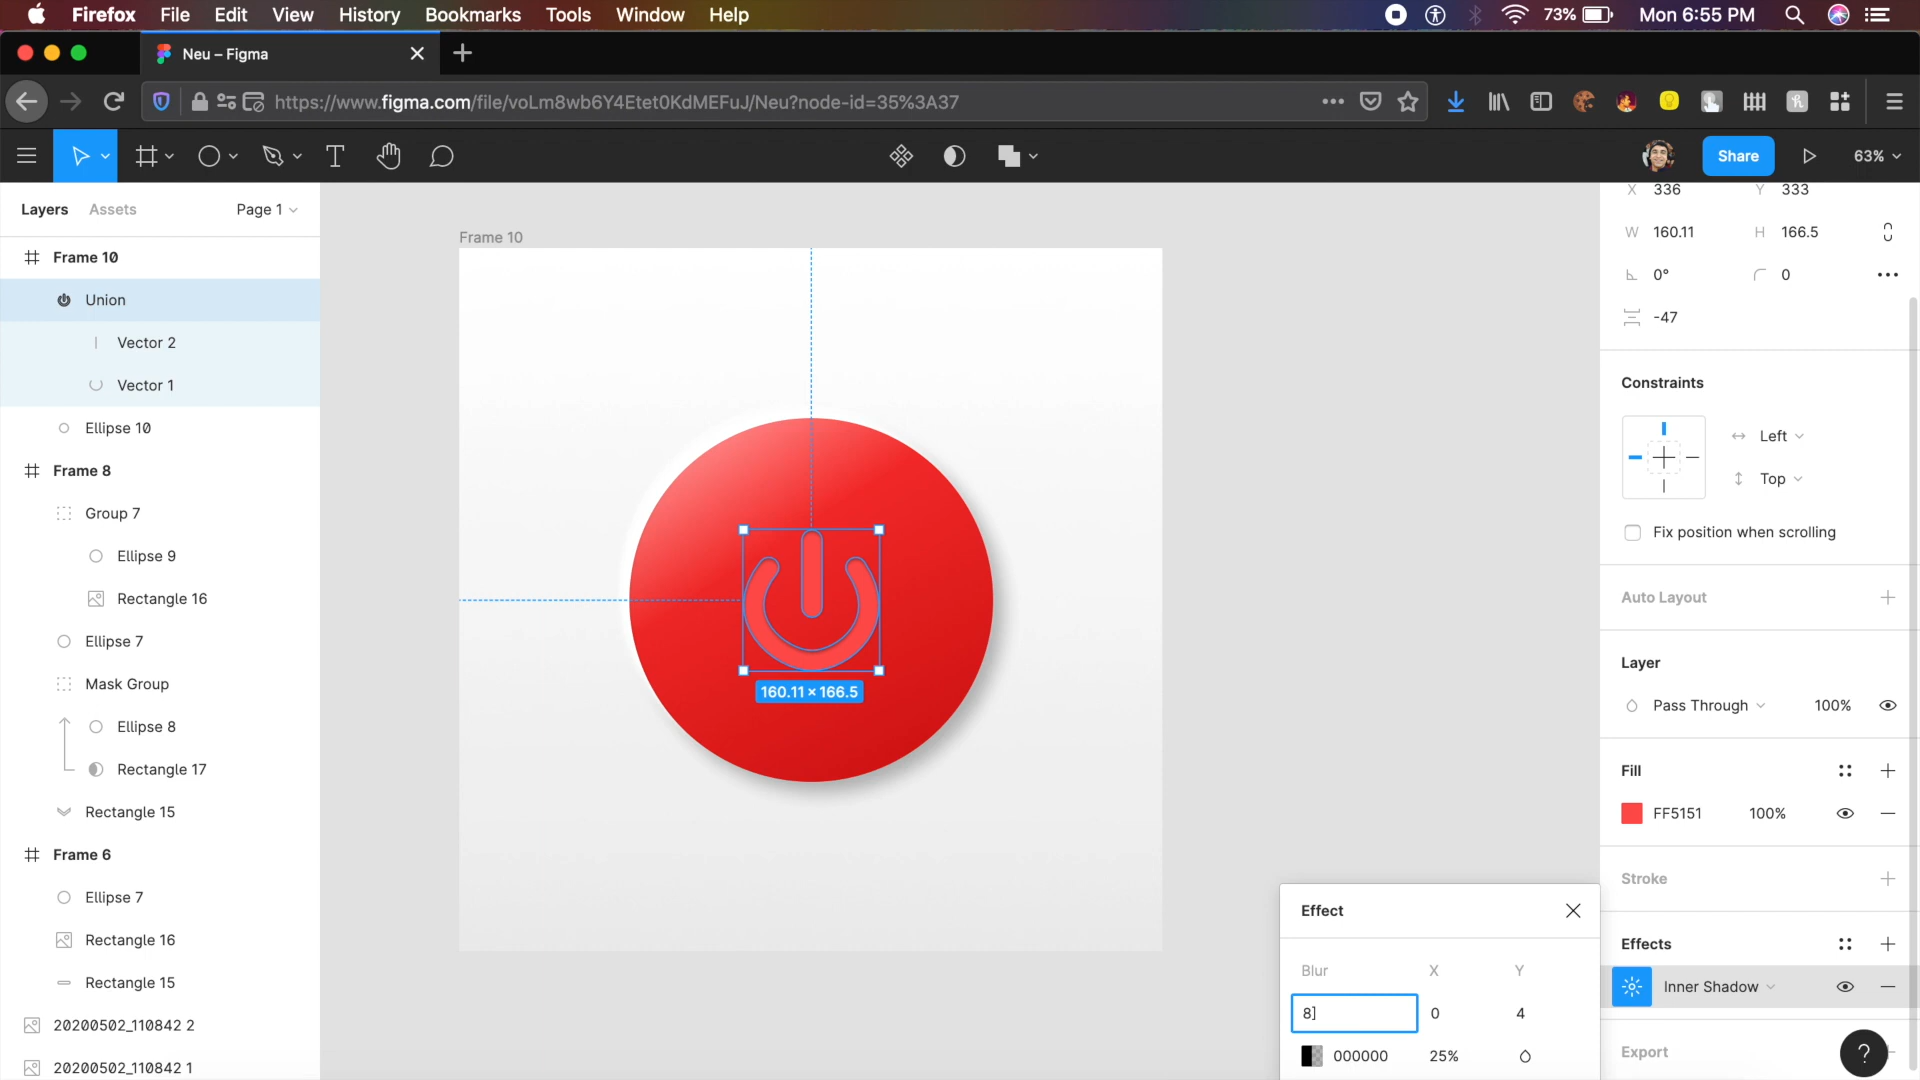 Firefox File Edit View History Bookmarks Tools Window Help 73% Mon 6:55 PM
Neu – Figma
https://www.figma.com/file/voLm8wb6Y4Etet0KdMEFuJ/Neu?node-id=35%3A37
Share 63%
Layers Assets Page 1
Frame 10
Union
Vector 2
Vector 1
Ellipse 10
Frame 8
Group 7
Ellipse 9
Rectangle 16
Ellipse 7
Mask Group
Ellipse 8
Rectangle 17
Rectangle 15
Frame 6
Ellipse 7
Rectangle 16
Rectangle 15
20200502_110842 2
20200502_110842 1
Frame 10
160.11 × 166.5
X 336 Y 333
W 160.11 H 166.5
0° 0
-47
Constraints
Left
Top
Fix position when scrolling
Auto Layout
Layer
Pass Through 100%
Fill
FF5151 100%
Stroke
Effects
Inner Shadow
Export
?
Effect
Blur X Y
8] 0 4
000000 25%